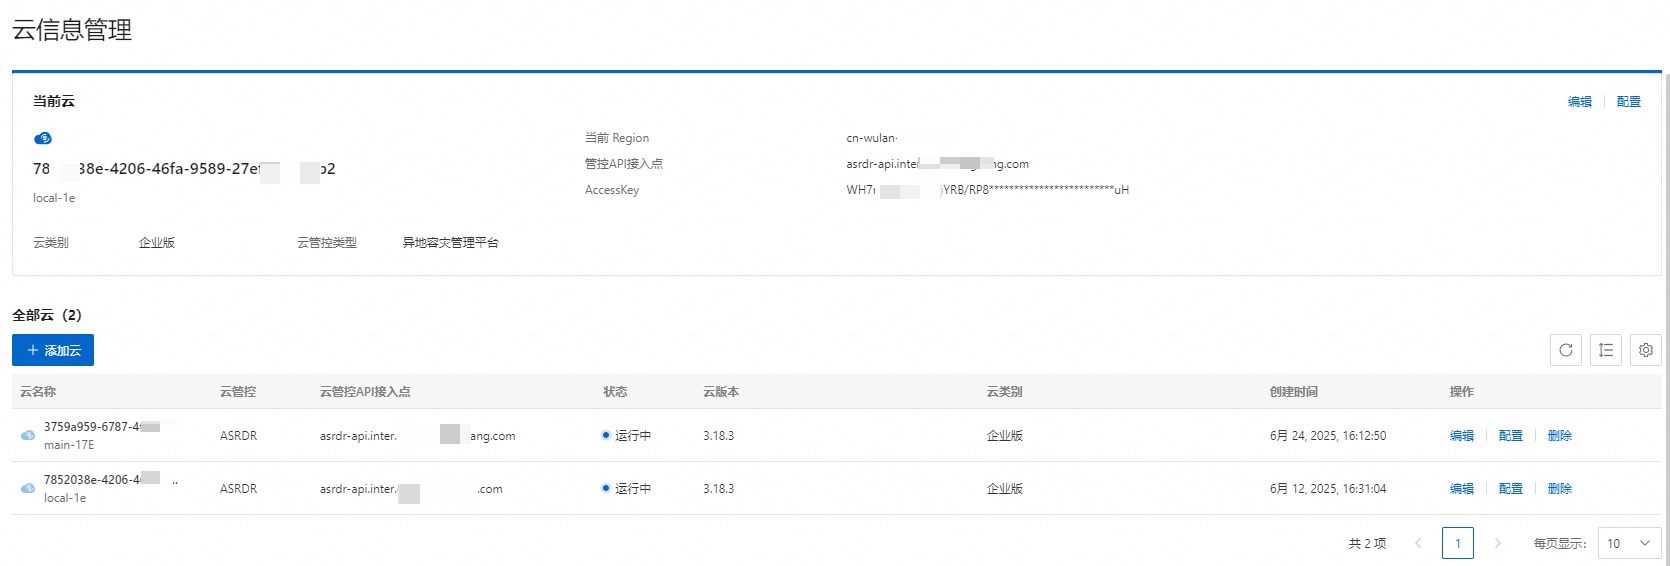 云信息管理
当前云
编辑 配置
78 38e-4206-46fa-9589-27ef b2
local-1e
当前 Region cn-wulan-
管控API接入点 asrdr-api.inte ng.com
AccessKey WH7 YRB/RP8*************************uH
云类别 企业版 云管控类型 异地容灾管理平台
全部云（2）
添加云
云名称 云管控 云管控API接入点 状态 云版本 云类别 创建时间 操作
3759a959-6787-4
main-17E
ASRDR asrdr-api.inter. ang.com 运行中 3.18.3 企业版 6月 24, 2025, 16:12:50 编辑 配置 删除
7852038e-4206-4 ..
local-1e
ASRDR asrdr-api.inter. .com 运行中 3.18.3 企业版 6月 12, 2025, 16:31:04 编辑 配置 删除
共 2 项 1 每页显示: 10